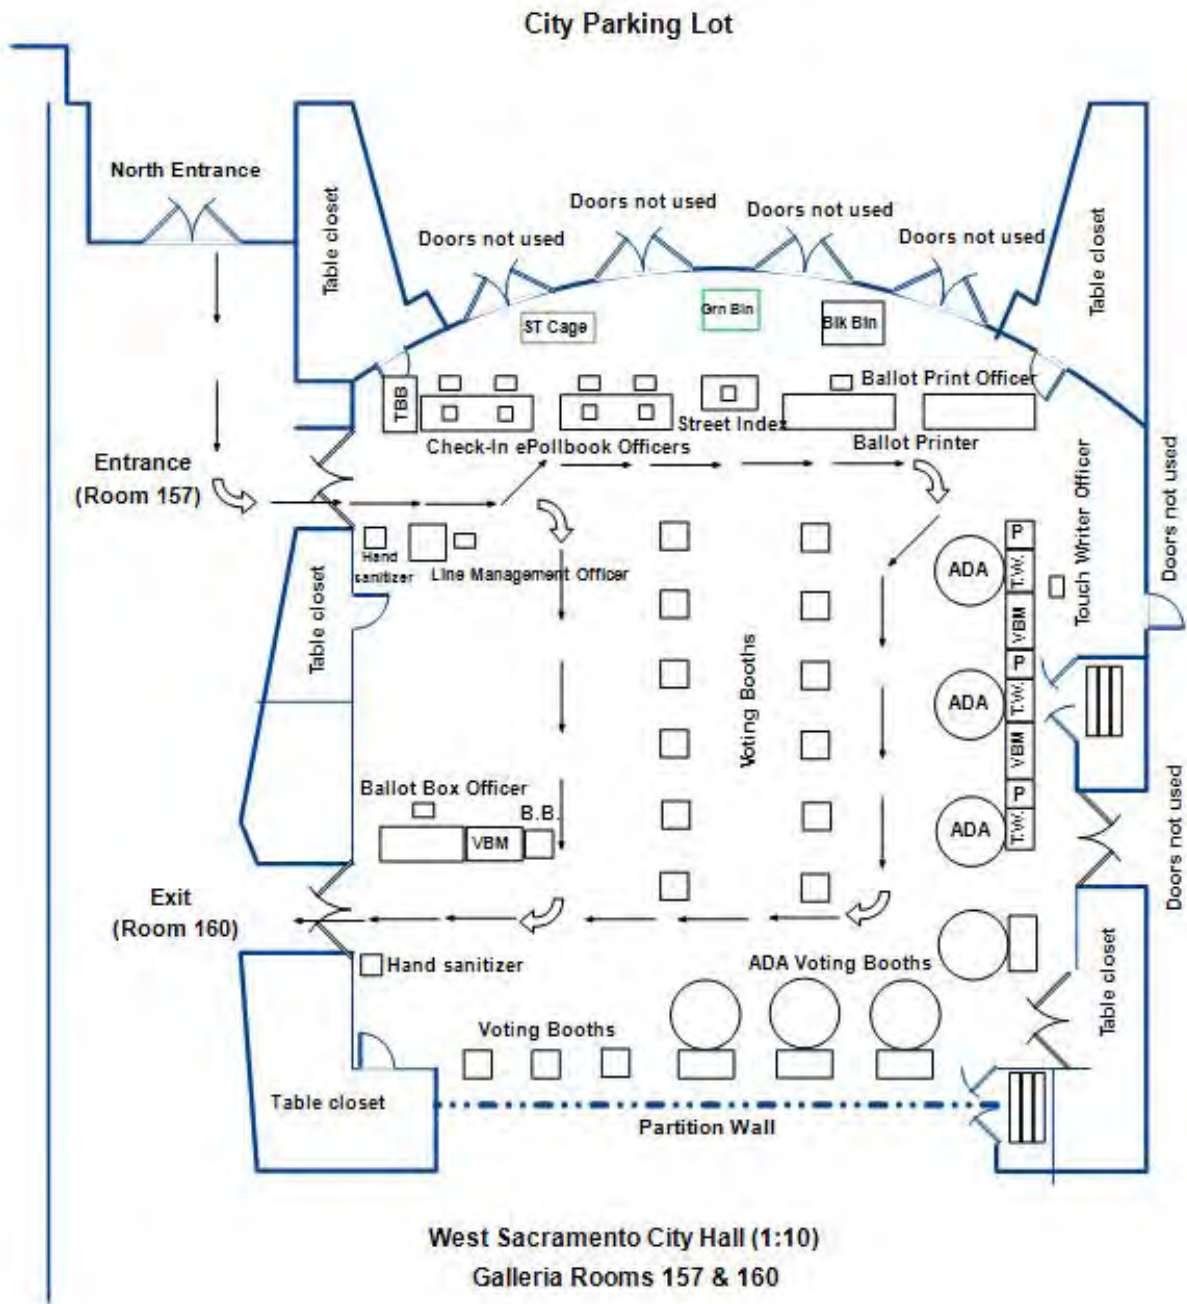 City Parking Lot
North Entrance
Table closet
Doors not used
Doors not used
Doors not used
Doors not used
Table closet
ST Cage
Grn Bin
Blk Bin
TBB
Ballot Print Officer
Street Index
Check-In ePollbook Officers
Ballot Printer
Entrance
(Room 157)
Hand
sanitizer
Line Management Officer
Table closet
Voting Booths
ADA
P
T.W.
VBM
Touch Writer Officer
Doors not used
ADA
P
T.W.
VBM
ADA
P
T.W.
Doors not used
Ballot Box Officer
B.B.
VBM
Exit
(Room 160)
Hand sanitizer
ADA Voting Booths
Table closet
Voting Booths
Table closet
Partition Wall
West Sacramento City Hall (1:10)
Galleria Rooms 157 & 160